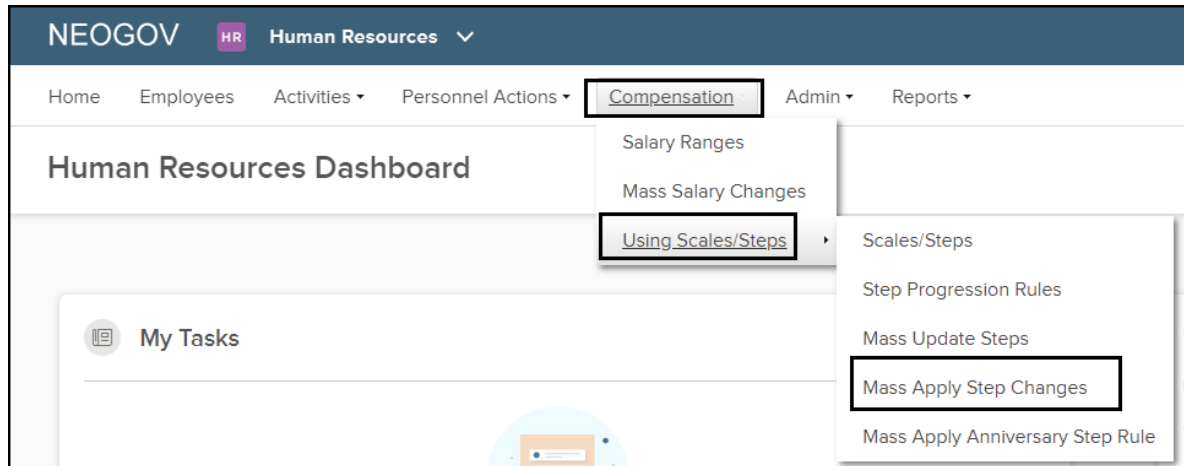 NEOGOV HR Human Resources
Home Employees Activities Personnel Actions Compensation Admin Reports
Human Resources Dashboard
Salary Ranges
Mass Salary Changes
Using Scales/Steps
Scales/Steps
Step Progression Rules
Mass Update Steps
Mass Apply Step Changes
Mass Apply Anniversary Step Rule
My Tasks